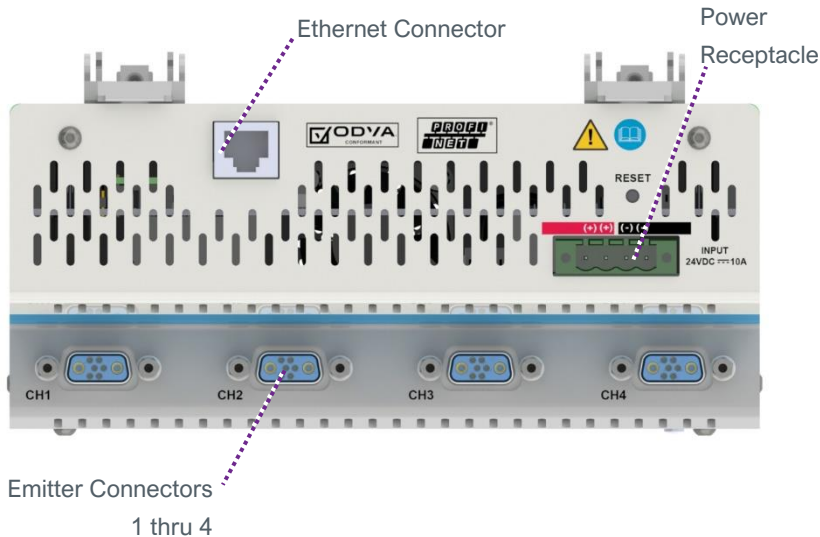 Ethernet Connector
Power
Receptacle
ODVA
CONFORMANT
PROFI
NET
RESET
(+) (+) (-) (-)
INPUT
24VDC ⎓ 10A
CH1
CH2
CH3
CH4
Emitter Connectors
1 thru 4